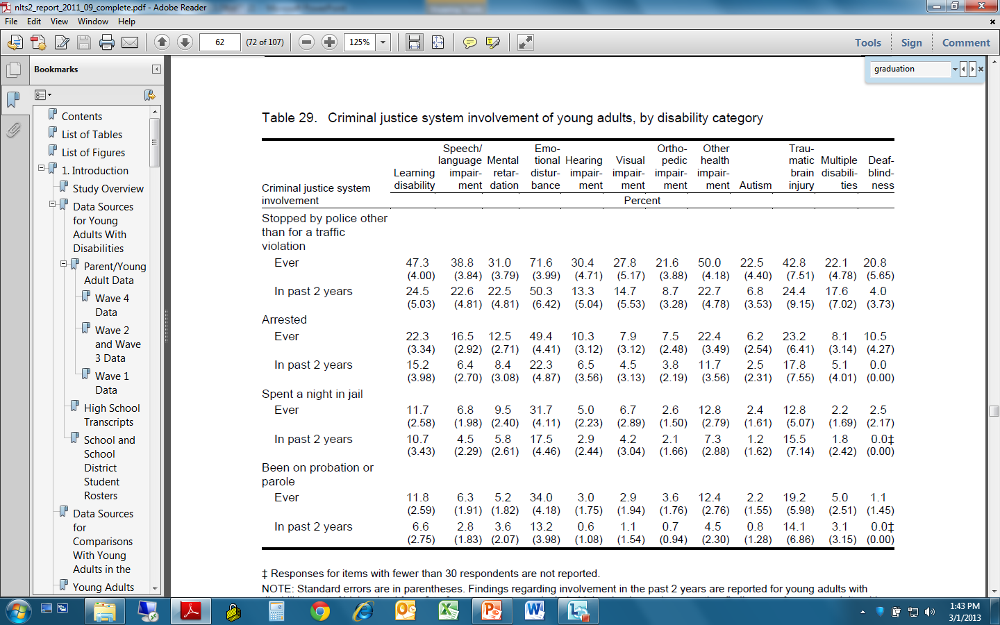 nlts2_report_2011_09_complete.pdf - Adobe Reader
File Edit View Window Help
62 (72 of 107) 125% Tools Sign Comment
Bookmarks
graduation
Contents
List of Tables
List of Figures
1. Introduction
Study Overview
Data Sources
for Young
Adults With
Disabilities
Parent/Young
Adult Data
Wave 4
Data
Wave 2
and Wave
3 Data
Wave 1
Data
High School
Transcripts
School and
School
District
Student
Rosters
Data Sources
for
Comparisons
With Young
Adults in the
Young Adults
Table 29. Criminal justice system involvement of young adults, by disability category
Speech/ Emo- Ortho- Other Trau-
language Mental tional Hearing Visual pedic health matic Multiple Deaf-
Learning impair- retar- distur- impair- impair- impair- impair- brain disabili- blind-
Criminal justice system disability ment dation bance ment ment ment ment Autism injury ties ness
involvement Percent
Stopped by police other
than for a traffic
violation
Ever 47.3 38.8 31.0 71.6 30.4 27.8 21.6 50.0 22.5 42.8 22.1 20.8
(4.00) (3.84) (3.79) (3.99) (4.71) (5.17) (3.88) (4.18) (4.40) (7.51) (4.78) (5.65)
In past 2 years 24.5 22.6 22.5 50.3 13.3 14.7 8.7 22.7 6.8 24.4 17.6 4.0
(5.03) (4.81) (4.81) (6.42) (5.04) (5.53) (3.28) (4.78) (3.53) (9.15) (7.02) (3.73)
Arrested
Ever 22.3 16.5 12.5 49.4 10.3 7.9 7.5 22.4 6.2 23.2 8.1 10.5
(3.34) (2.92) (2.71) (4.41) (3.12) (3.12) (2.48) (3.49) (2.54) (6.41) (3.14) (4.27)
In past 2 years 15.2 6.4 8.4 22.3 6.5 4.5 3.8 11.7 2.5 17.8 5.1 0.0
(3.98) (2.70) (3.08) (4.87) (3.56) (3.13) (2.19) (3.56) (2.31) (7.55) (4.01) (0.00)
Spent a night in jail
Ever 11.7 6.8 9.5 31.7 5.0 6.7 2.6 12.8 2.4 12.8 2.2 2.5
(2.58) (1.98) (2.40) (4.11) (2.23) (2.89) (1.50) (2.79) (1.61) (5.07) (1.69) (2.17)
In past 2 years 10.7 4.5 5.8 17.5 2.9 4.2 2.1 7.3 1.2 15.5 1.8 0.0‡
(3.43) (2.29) (2.61) (4.46) (2.44) (3.04) (1.66) (2.88) (1.62) (7.14) (2.42) (0.00)
Been on probation or
parole
Ever 11.8 6.3 5.2 34.0 3.0 2.9 3.6 12.4 2.2 19.2 5.0 1.1
(2.59) (1.91) (1.82) (4.18) (1.75) (1.94) (1.76) (2.76) (1.55) (5.98) (2.51) (1.45)
In past 2 years 6.6 2.8 3.6 13.2 0.6 1.1 0.7 4.5 0.8 14.1 3.1 0.0‡
(2.75) (1.83) (2.07) (3.98) (1.08) (1.54) (0.94) (2.30) (1.28) (6.86) (3.15) (0.00)
‡ Responses for items with fewer than 30 respondents are not reported.
NOTE: Standard errors are in parentheses. Findings regarding involvement in the past 2 years are reported for young adults with
1:43 PM
3/1/2013